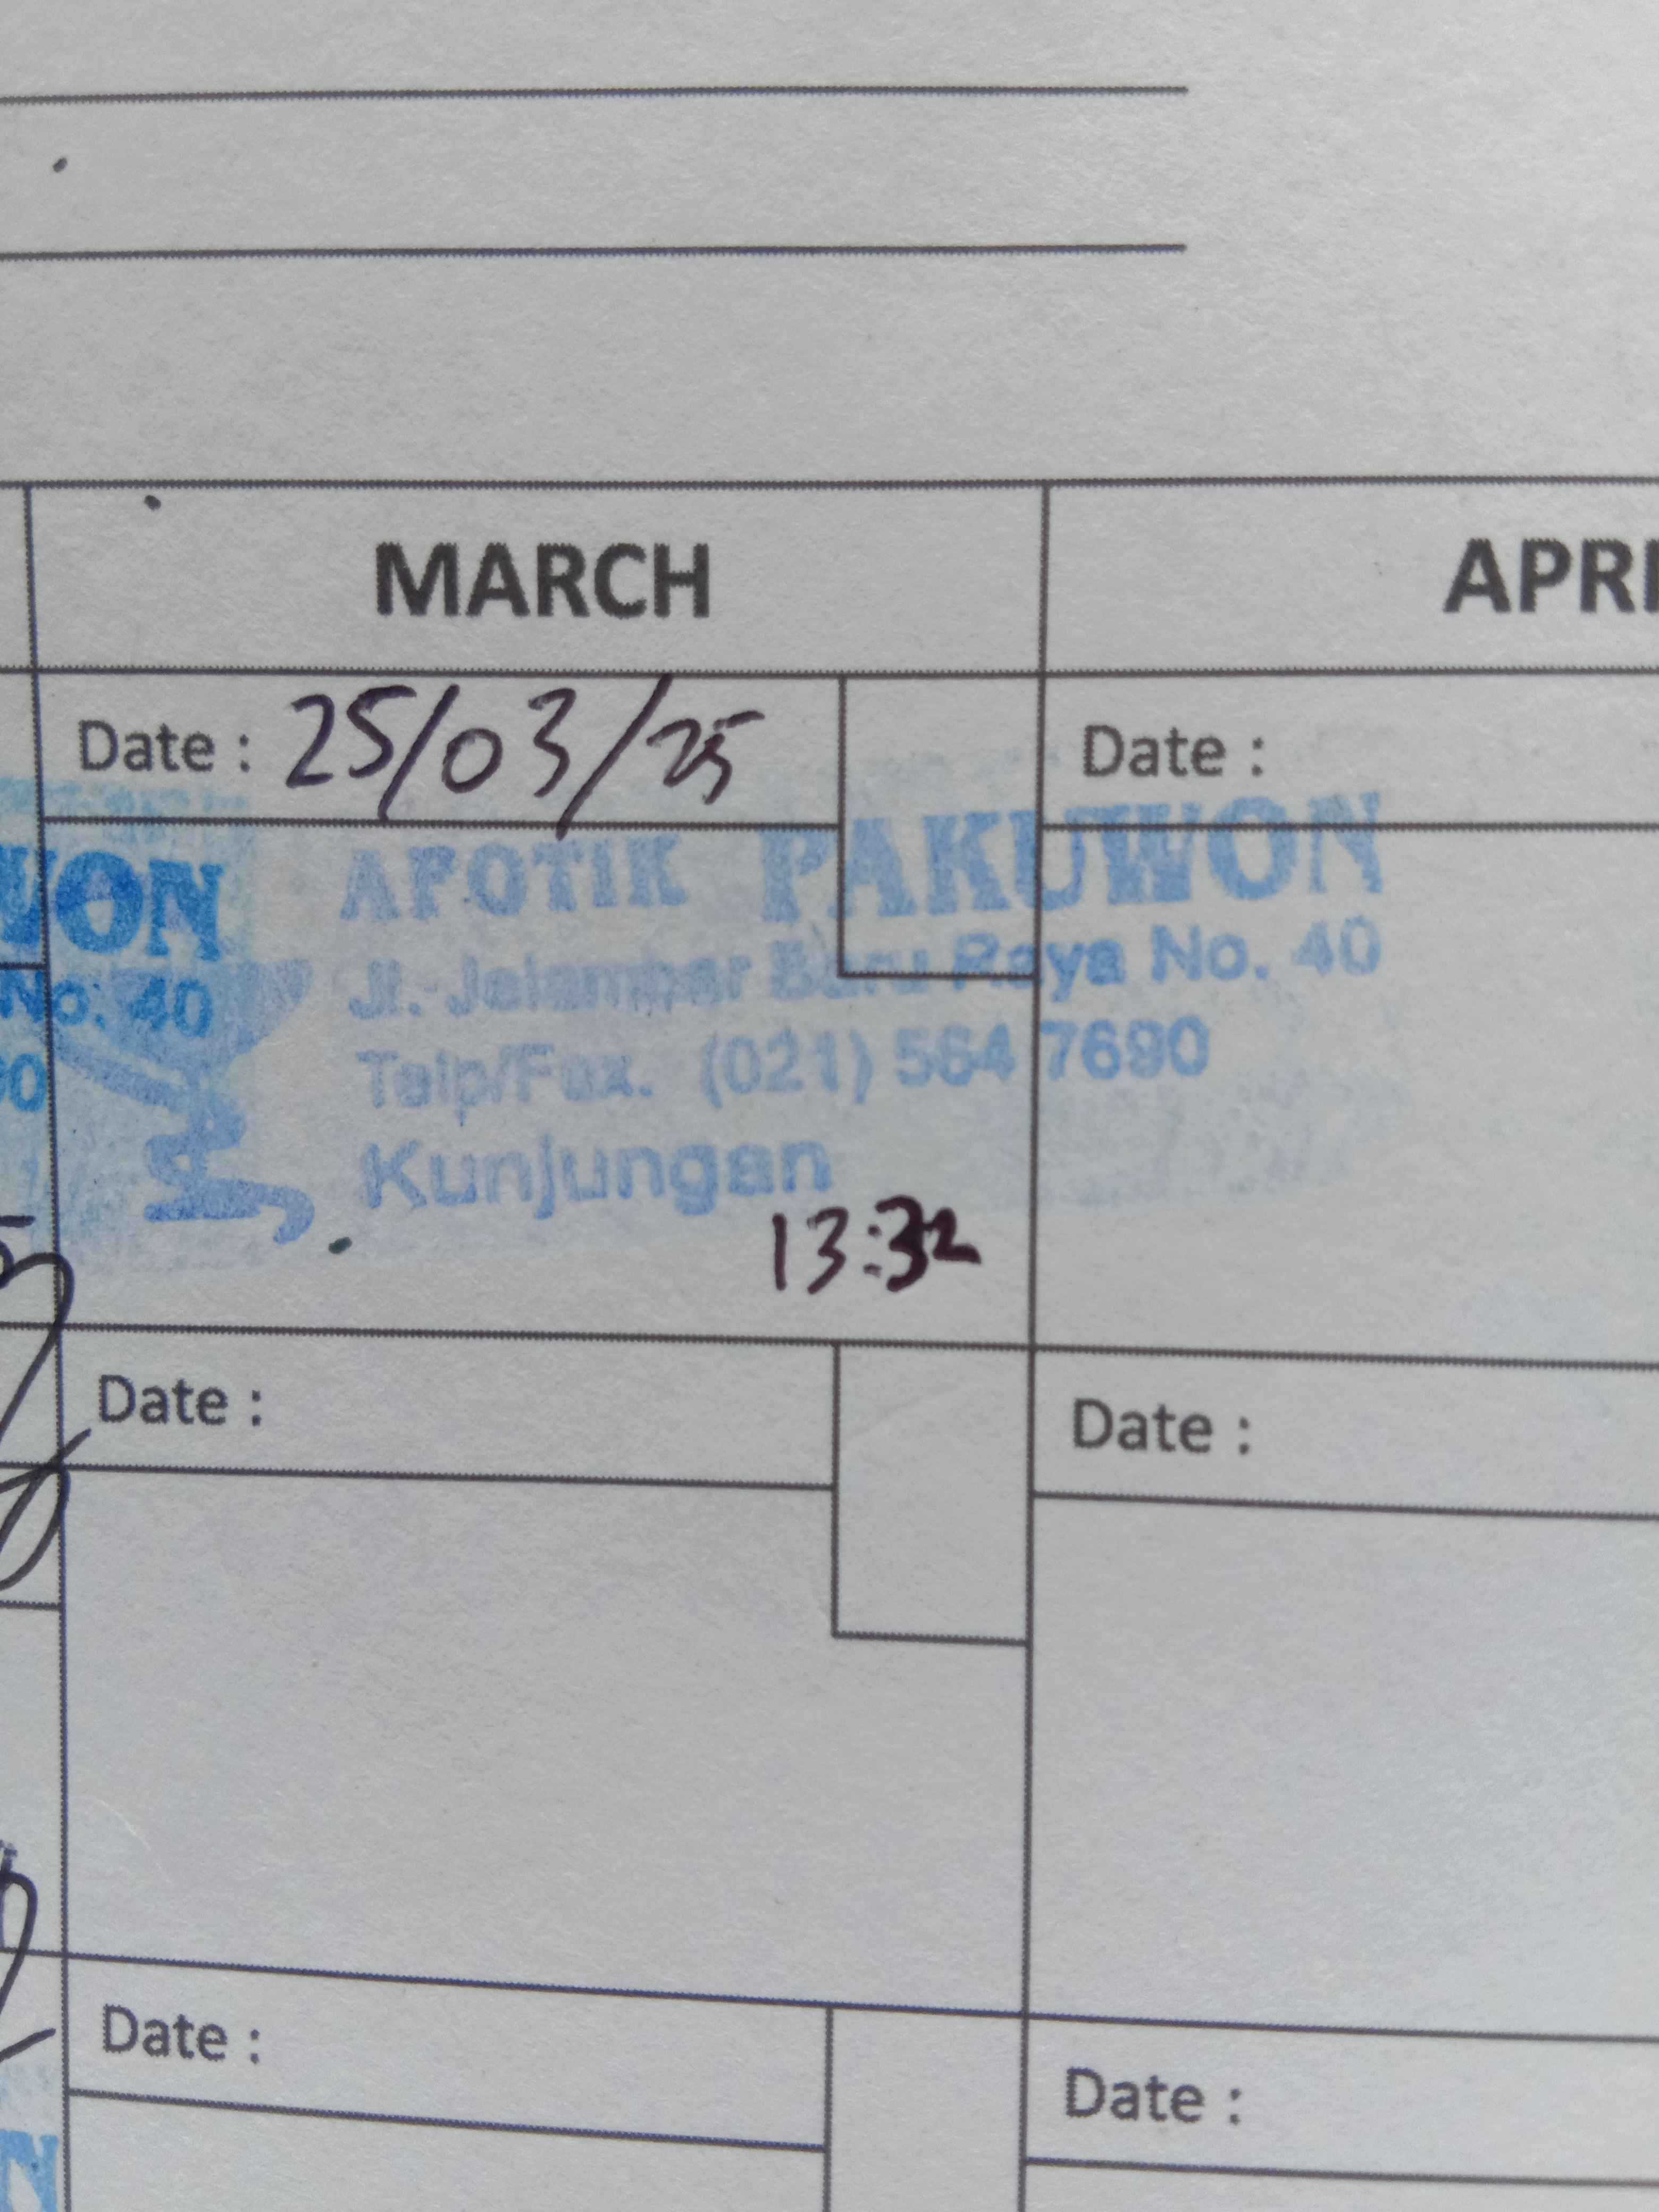 MARCH
APRI
Date : 25/03/25
Date :
WON
APOTIK PAKUWON
No. 40
Jl. Jelambar Baru Raya No. 40
Telp/Fax. (021) 564 7690
Kunjungan
13:32
Date :
Date :
Date :
Date :